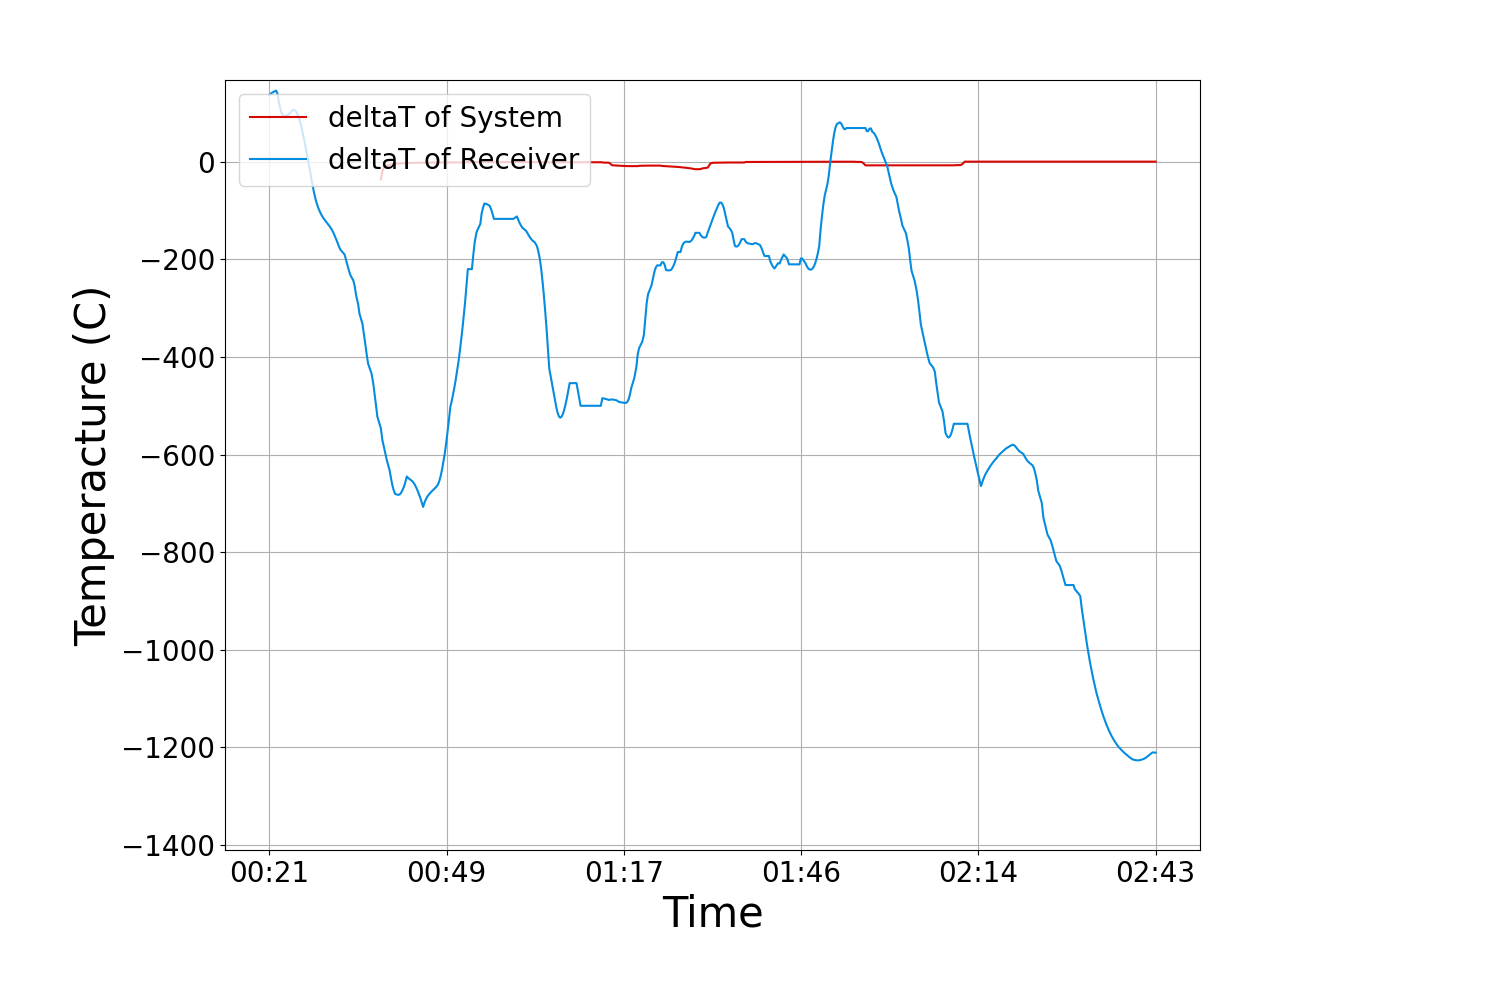 deltaT of System
deltaT of Receiver
0
−200
−400
−600
−800
−1000
−1200
−1400
Temperacture (C)
00:21 00:49 01:17 01:46 02:14 02:43
Time